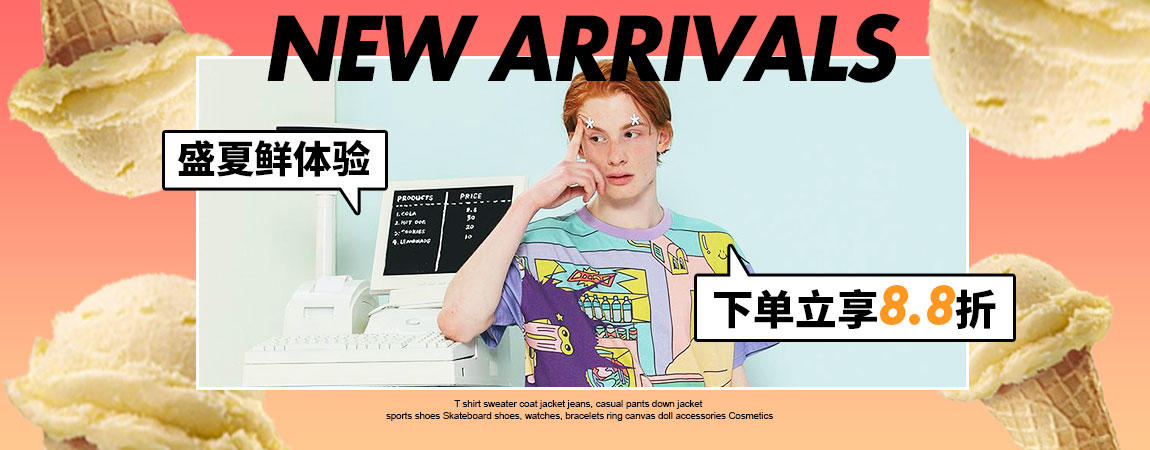 NEW ARRIVALS
盛夏鲜体验
PRODUCTS PRICE
1. COLA 8.8
2. HOT DOG 30
3. COOKIES 20
4. LEMONADE 10
下单立享8.8折
T shirt sweater coat jacket jeans, casual pants down jacket
sports shoes Skateboard shoes, watches, bracelets ring canvas doll accessories Cosmetics